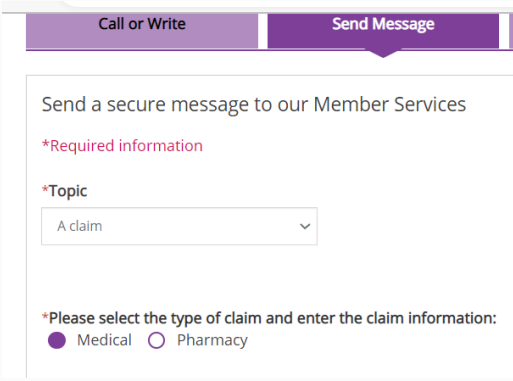 Call or Write
Send Message
Send a secure message to our Member Services
*Required information
*Topic
A claim
*Please select the type of claim and enter the claim information:
Medical Pharmacy